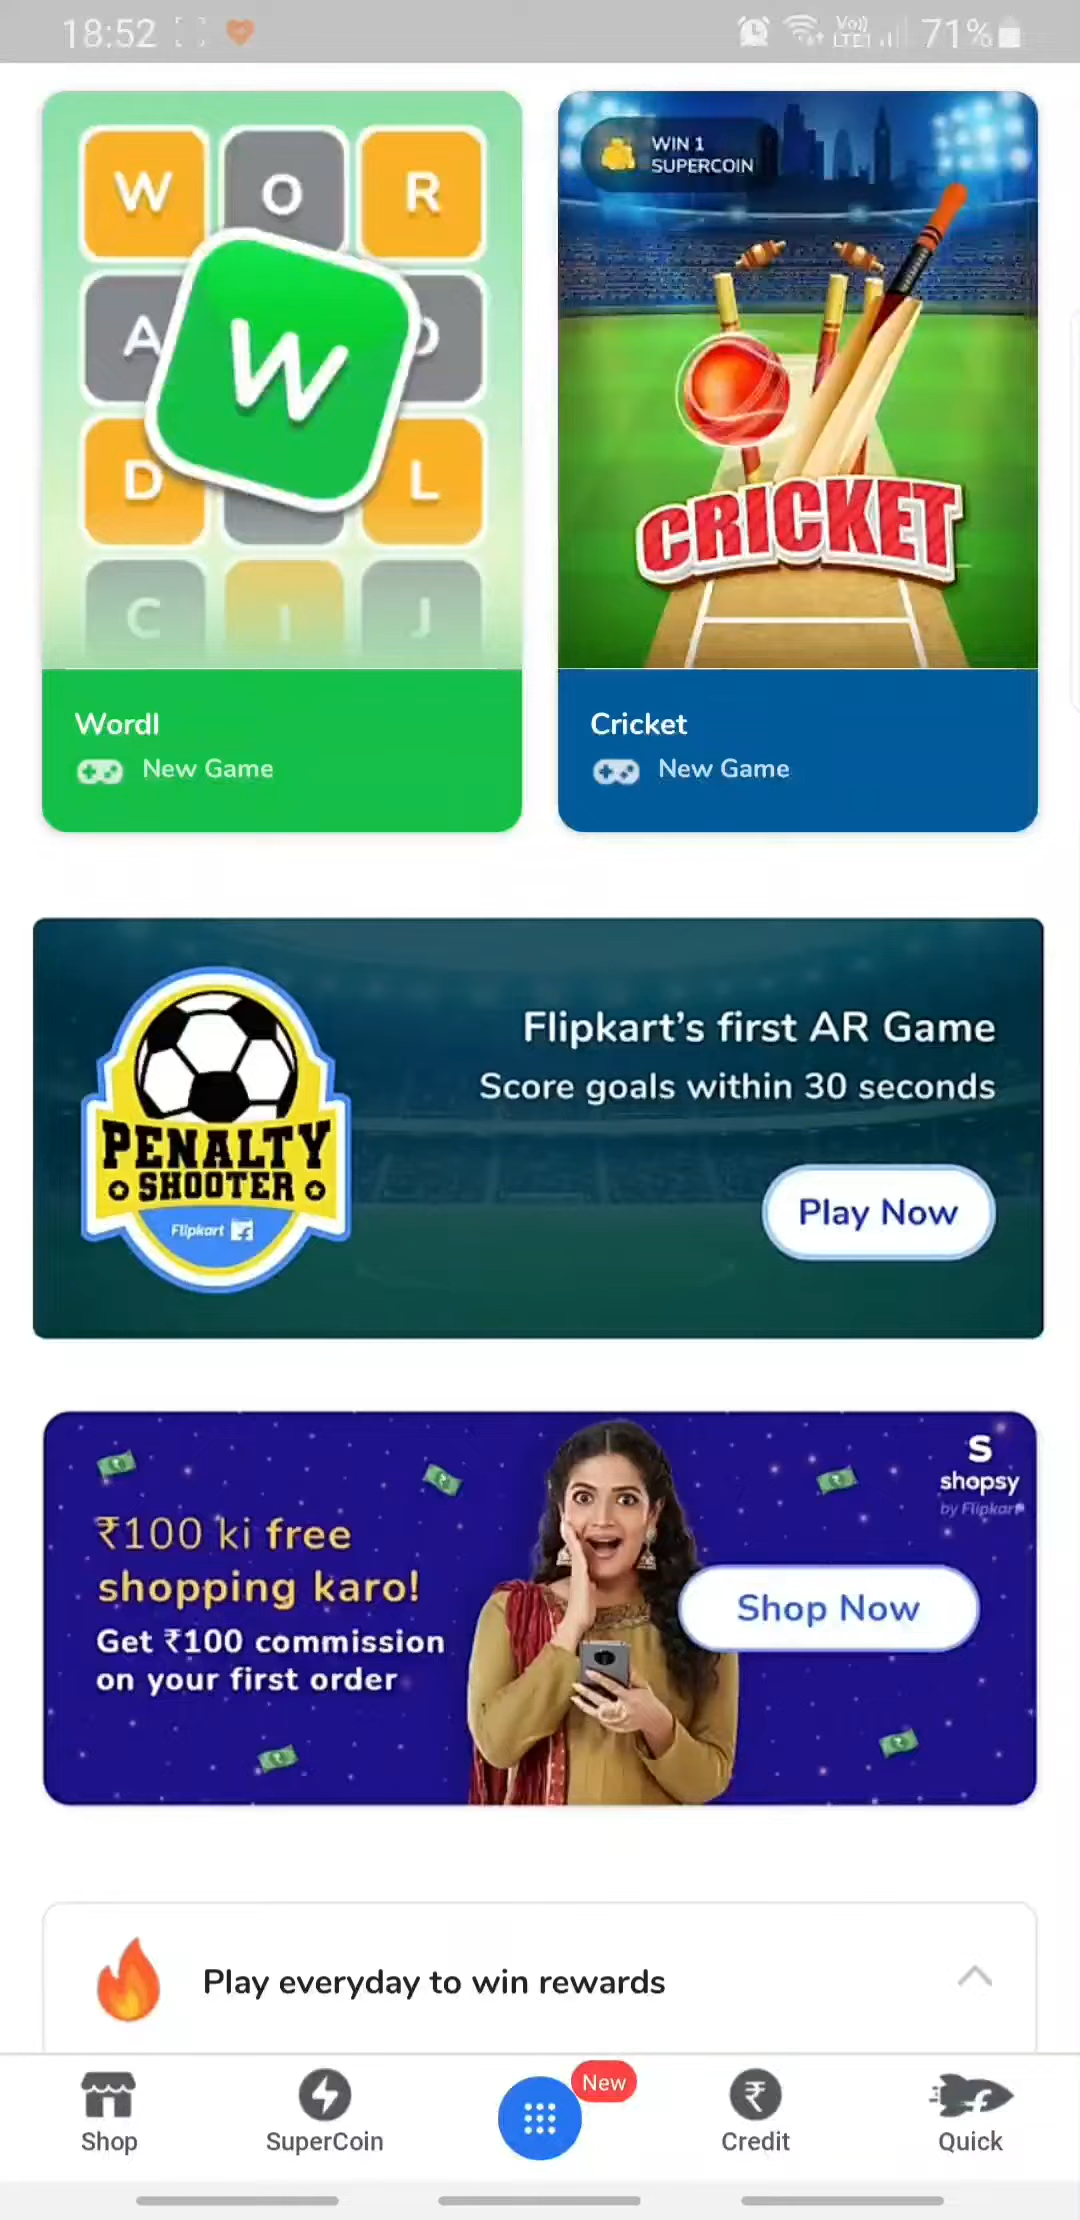 18:52
Vo)) LTE1
71%
W O R
A
W
D L
C I J
WIN 1
SUPERCOIN
CRICKET
Wordl
New Game
Cricket
New Game
PENALTY
SHOOTER
Flipkart
Flipkart's first AR Game
Score goals within 30 seconds
Play Now
S
shopsy
by Flipkart
₹100 ki free
shopping karo!
Get ₹100 commission
on your first order
Shop Now
Play everyday to win rewards
New
Shop
SuperCoin
Credit
Quick